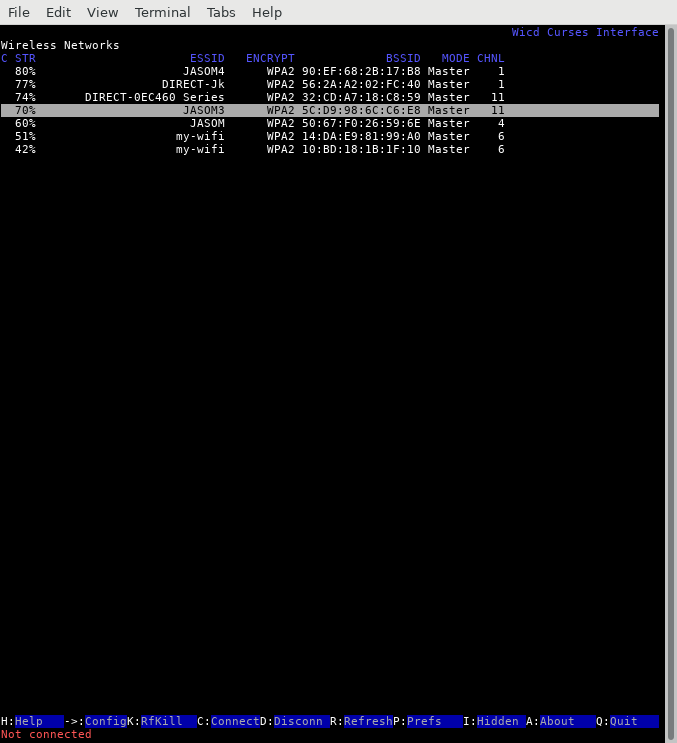 File Edit View Terminal Tabs Help
Wicd Curses Interface
Wireless Networks
C STR ESSID ENCRYPT BSSID MODE CHNL
80% JASOM4 WPA2 90:EF:68:2B:17:B8 Master 1
77% DIRECT-Jk WPA2 56:2A:A2:02:FC:40 Master 1
74% DIRECT-0EC460 Series WPA2 32:CD:A7:18:C8:59 Master 11
70% JASOM3 WPA2 5C:D9:98:6C:C6:E8 Master 11
60% JASOM WPA2 50:67:F0:26:59:6E Master 4
51% my-wifi WPA2 14:DA:E9:81:99:A0 Master 6
42% my-wifi WPA2 10:BD:18:1B:1F:10 Master 6
H:Help ->:ConfigK:RfKill C:ConnectD:Disconn R:RefreshP:Prefs I:Hidden A:About Q:Quit
Not connected